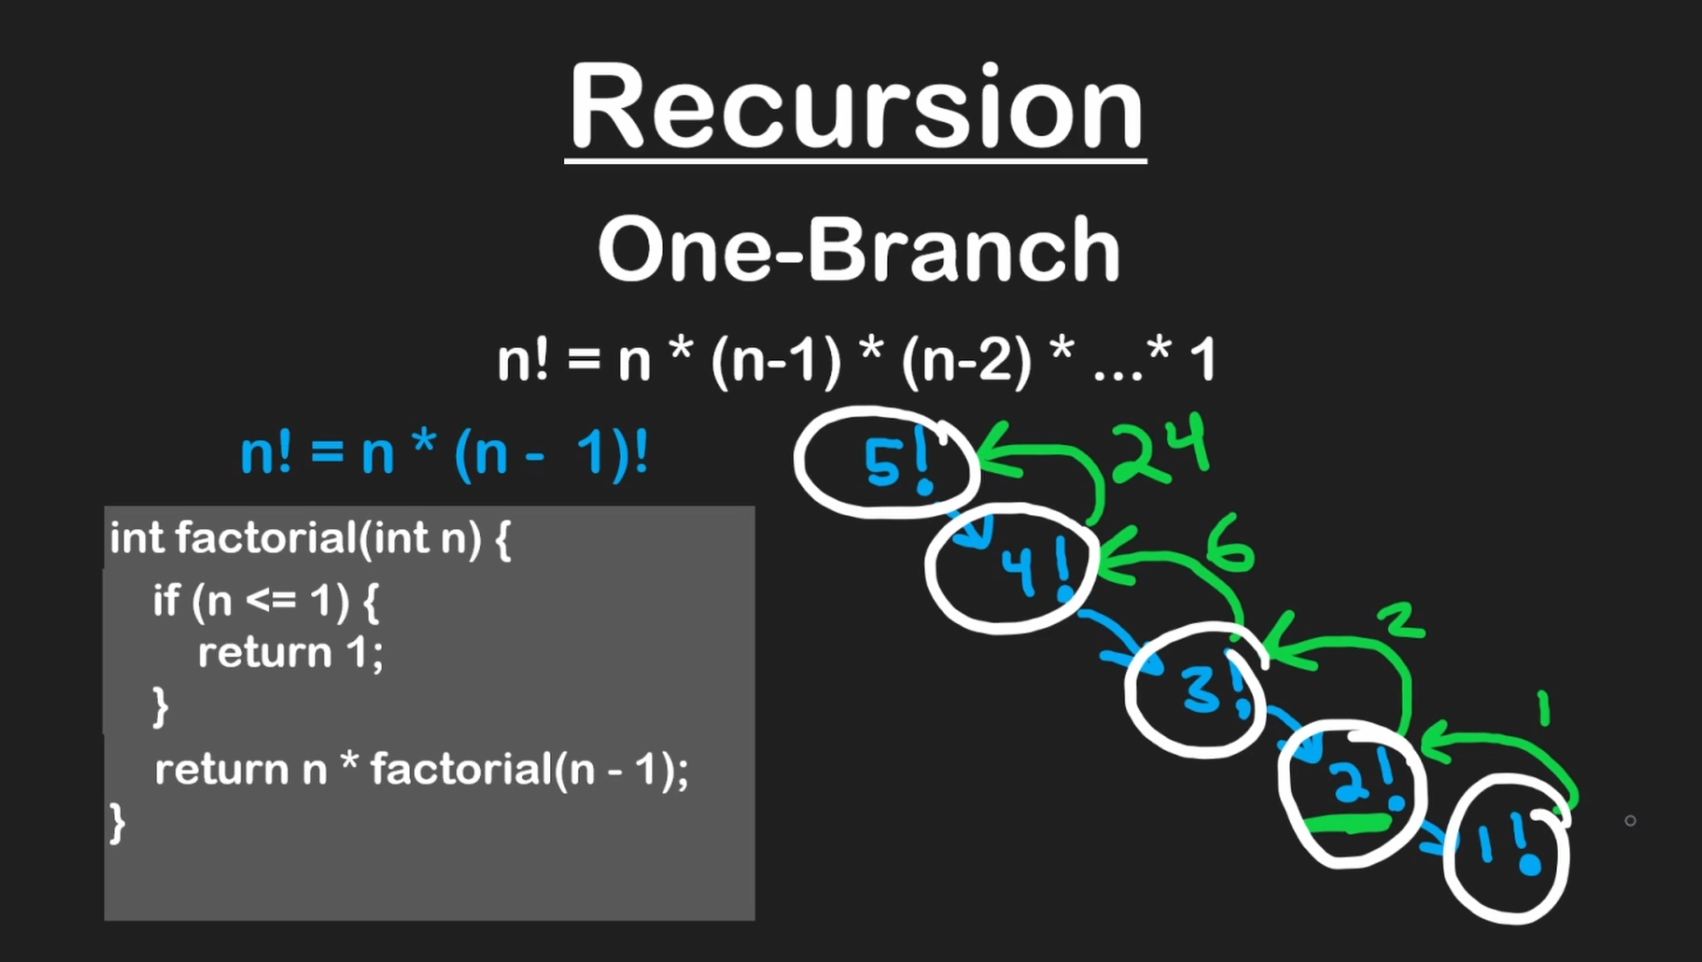 Recursion
One-Branch
n! = n * (n-1) * (n-2) * ...* 1
n! = n * (n - 1)!
int factorial(int n) {
if (n <= 1) {
return 1;
}
return n * factorial(n - 1);
}
5!
24
4!
6
3!
2
2!
1
1!